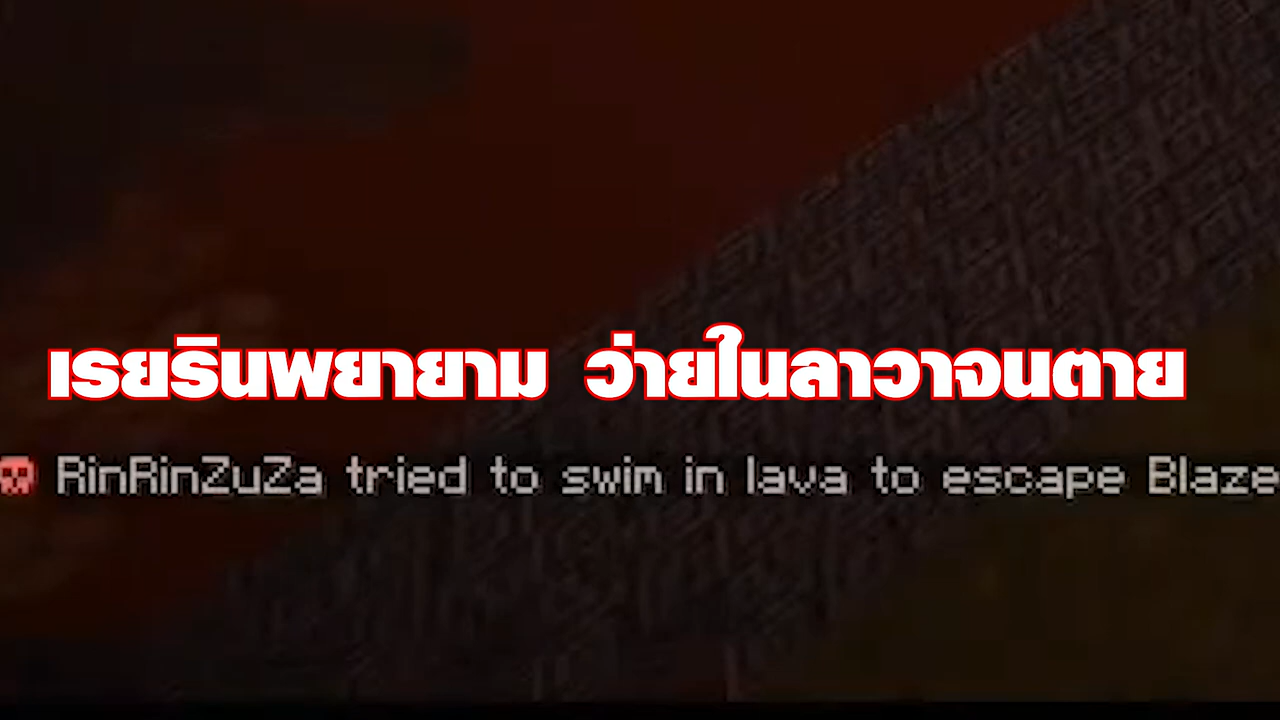 เรยรินพยายาม ว่ายในลาวาจนตาย
RinRinZuZa tried to swim in lava to escape Blaze